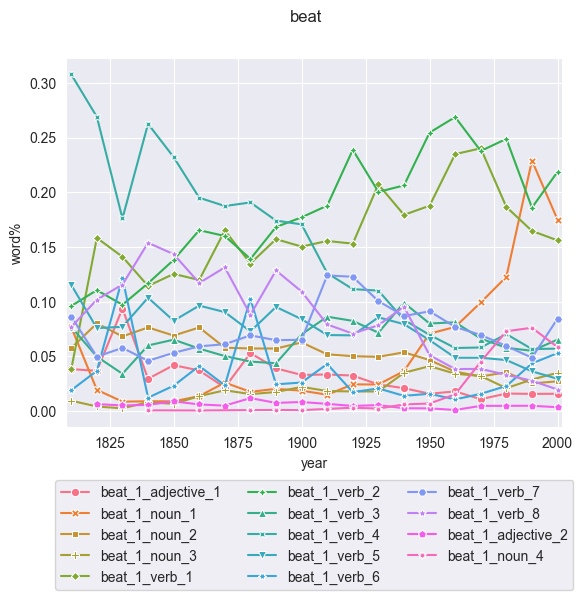 beat
0.30
0.25
0.20
0.15
0.10
0.05
0.00
word%
1825 1850 1875 1900 1925 1950 1975 2000
year
beat_1_adjective_1 beat_1_verb_2 beat_1_verb_7
beat_1_noun_1 beat_1_verb_3 beat_1_verb_8
beat_1_noun_2 beat_1_verb_4 beat_1_adjective_2
beat_1_noun_3 beat_1_verb_5 beat_1_noun_4
beat_1_verb_1 beat_1_verb_6